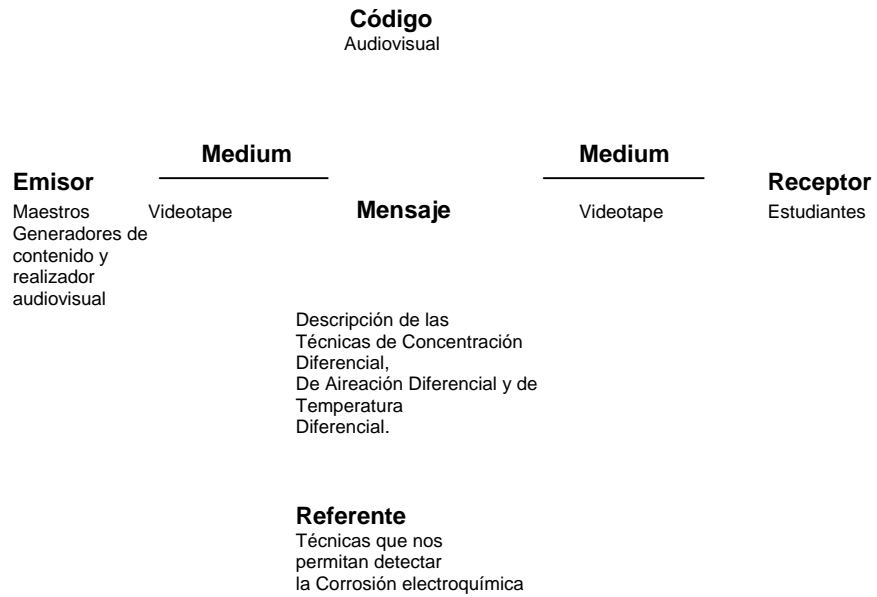 Código
Audiovisual
Medium
Medium
Emisor
Receptor
Maestros
Generadores de
contenido y
realizador
audiovisual
Videotape
Mensaje
Videotape
Estudiantes
Descripción de las
Técnicas de Concentración
Diferencial,
De Aireación Diferencial y de
Temperatura
Diferencial.
Referente
Técnicas que nos
permitan detectar
la Corrosión electroquímica